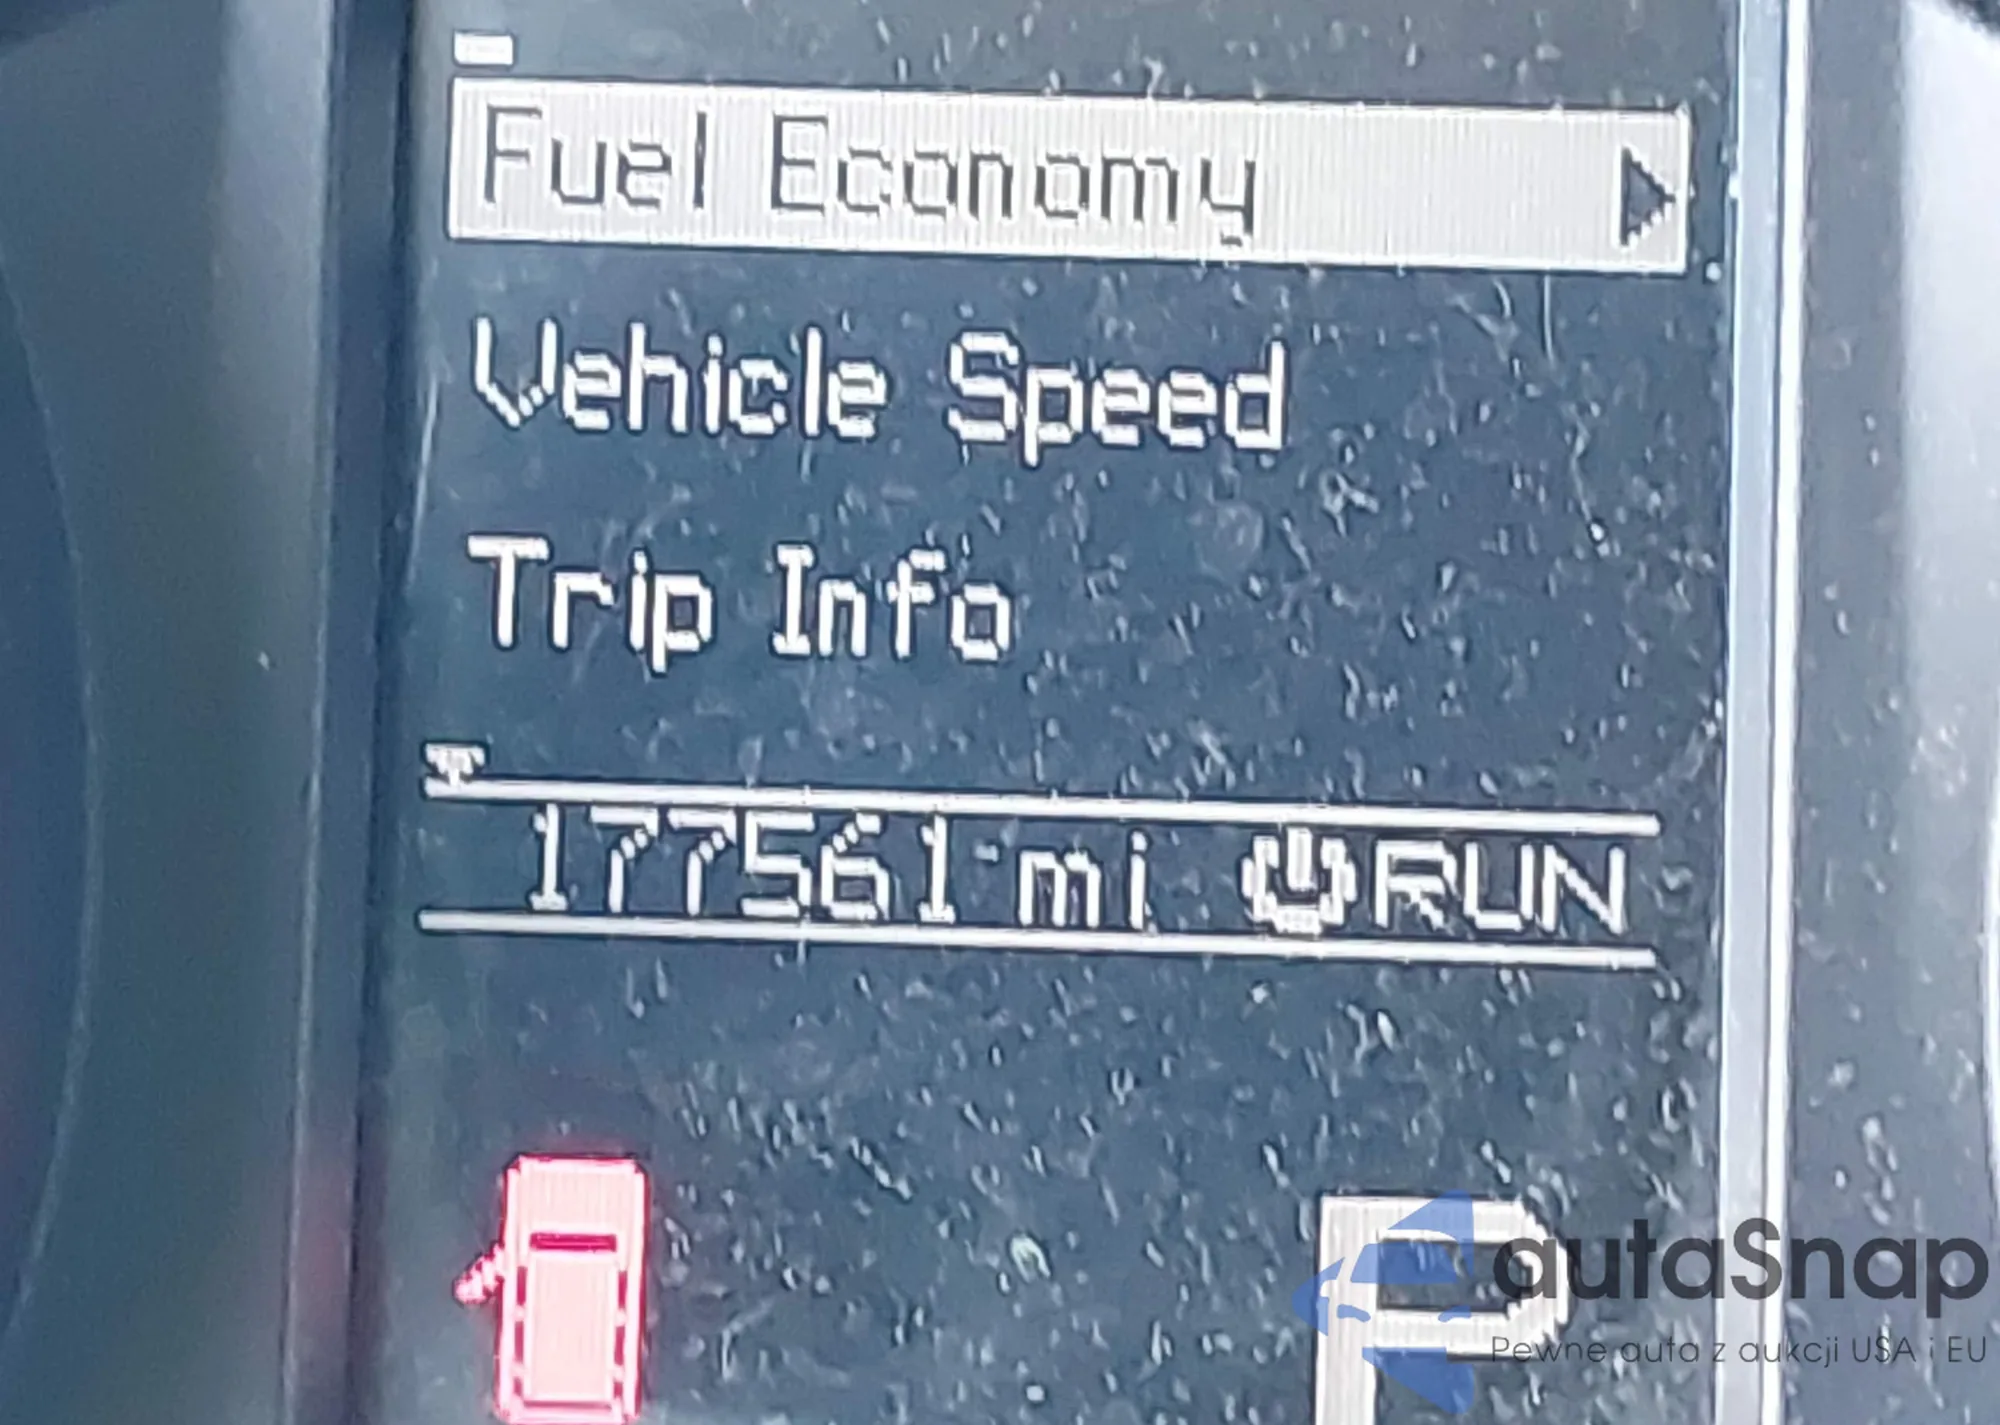 Fuel Economy
Vehicle Speed
Trip Info
177561 mi RUN
P
autaSnap
Pewne auta z aukcji USA i EU